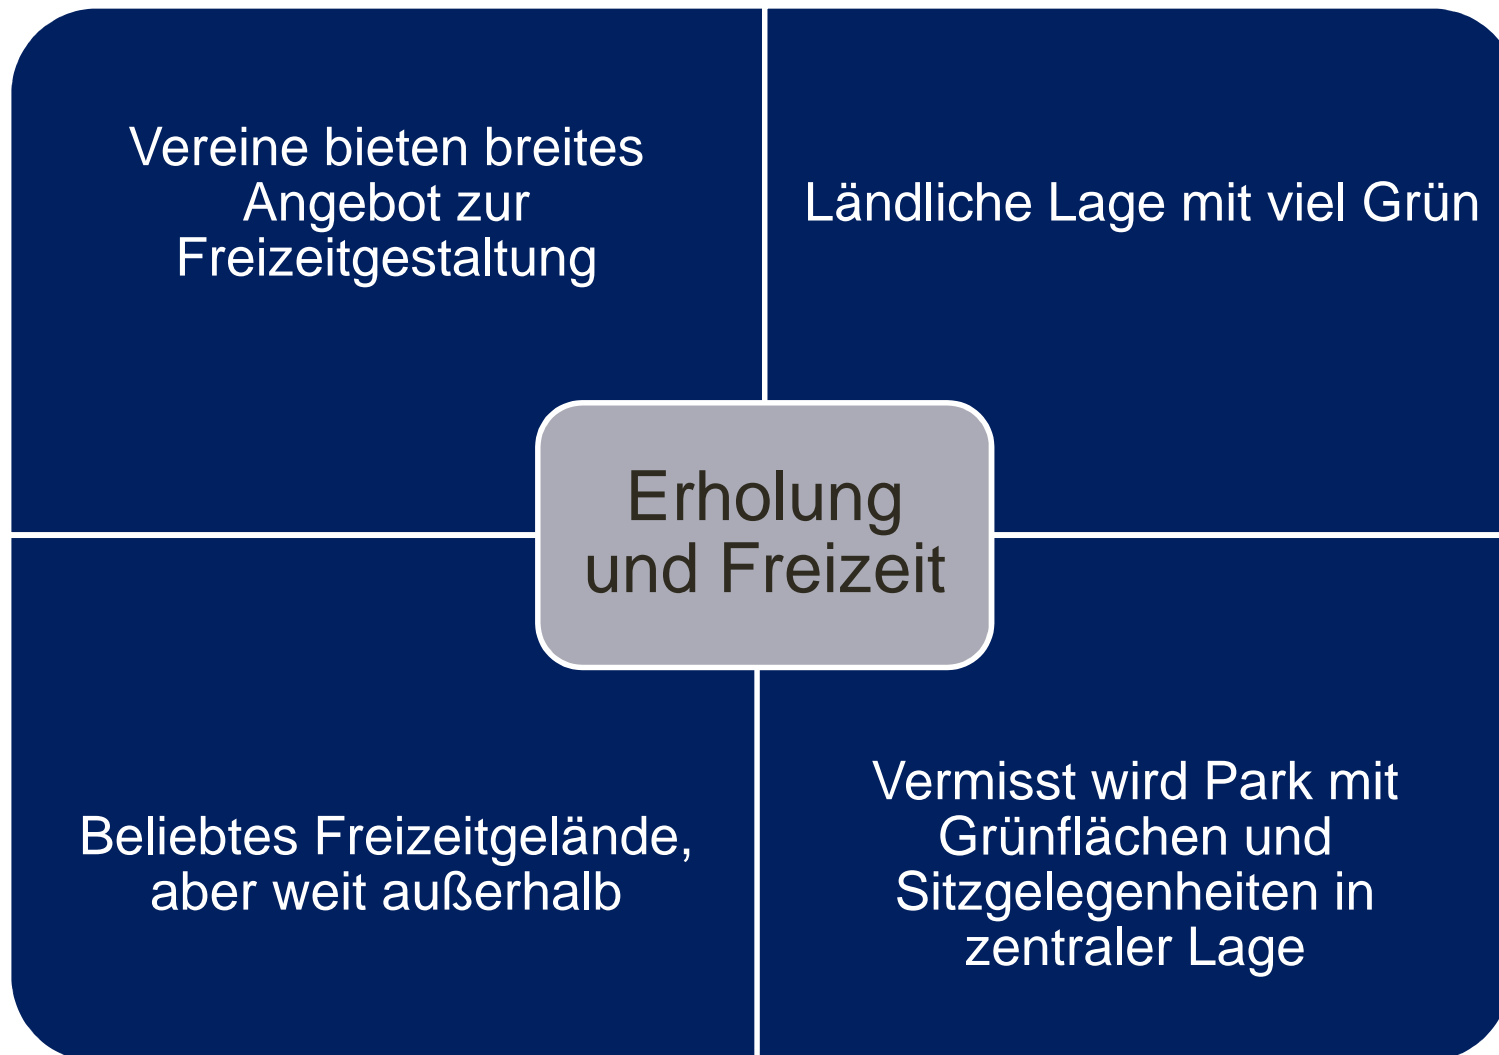 Vereine bieten breites
Angebot zur
Freizeitgestaltung
Ländliche Lage mit viel Grün
Erholung
und Freizeit
Beliebtes Freizeitgelände,
aber weit außerhalb
Vermisst wird Park mit
Grünflächen und
Sitzgelegenheiten in
zentraler Lage